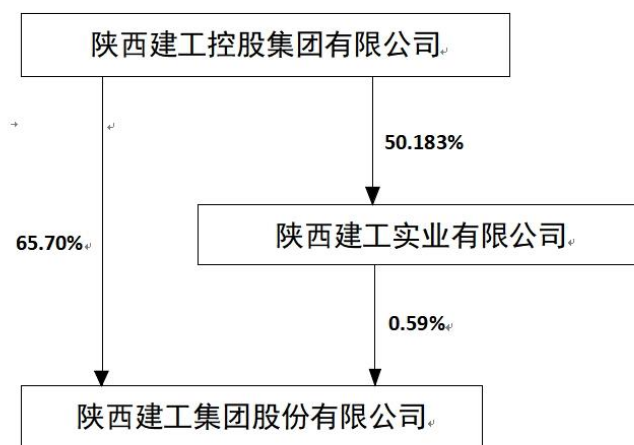 陕西建工控股集团有限公司
50.183%
陕西建工实业有限公司
65.70%
0.59%
陕西建工集团股份有限公司